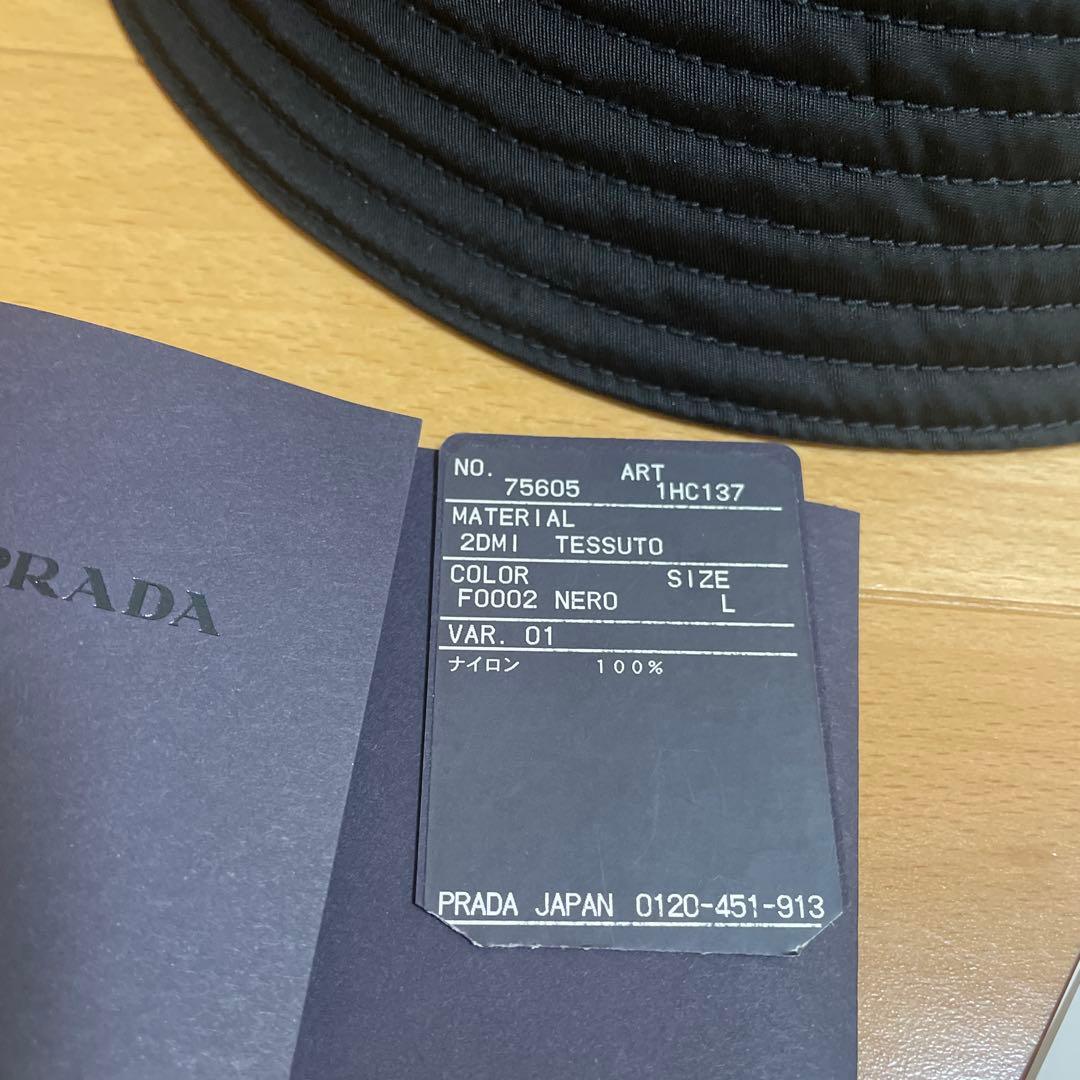 PRADA
NO. ART
75605 1HC137
MATERIAL
2DMI TESSUTO
COLOR SIZE
F0002 NERO L
VAR. 01
ナイロン 100%
PRADA JAPAN 0120-451-913